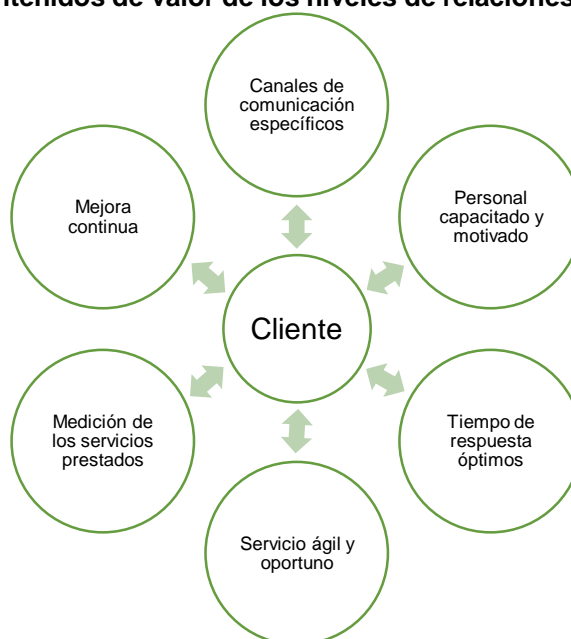 ntenidos de valor de los niveles de relaciones
Canales de
comunicación
específicos
Personal
capacitado y
motivado
Tiempo de
respuesta
óptimos
Servicio ágil y
oportuno
Medición de
los servicios
prestados
Mejora
continua
Cliente